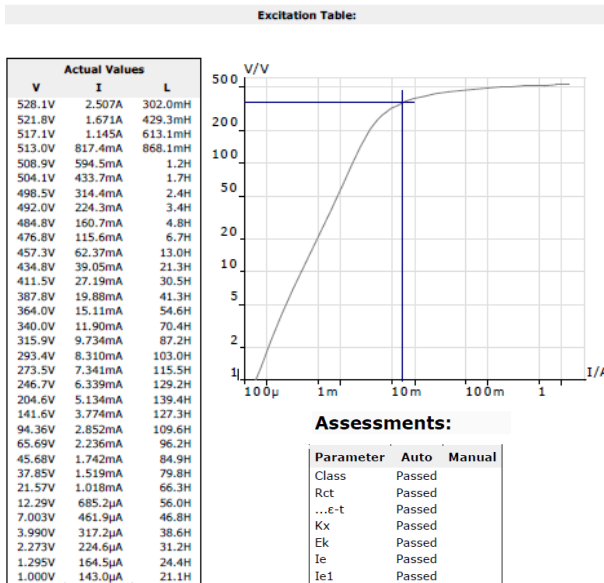 Excitation Table:
Actual Values
V I L
528.1V 2.507A 302.0mH
521.8V 1.671A 429.3mH
517.1V 1.145A 613.1mH
513.0V 817.4mA 868.1mH
508.9V 594.5mA 1.2H
504.1V 433.7mA 1.7H
498.5V 314.4mA 2.4H
492.0V 224.3mA 3.4H
484.8V 160.7mA 4.8H
476.8V 115.6mA 6.7H
457.3V 62.37mA 13.0H
434.8V 39.05mA 21.3H
411.5V 27.19mA 30.5H
387.8V 19.88mA 41.3H
364.0V 15.11mA 54.6H
340.0V 11.90mA 70.4H
315.9V 9.734mA 87.2H
293.4V 8.310mA 103.0H
273.5V 7.341mA 115.5H
246.7V 6.339mA 129.2H
204.6V 5.134mA 139.4H
141.6V 3.774mA 127.3H
94.36V 2.852mA 109.6H
65.69V 2.236mA 96.2H
45.68V 1.742mA 84.9H
37.85V 1.519mA 79.8H
21.57V 1.018mA 66.3H
12.29V 685.2µA 56.0H
7.003V 461.9µA 46.8H
3.990V 317.2µA 38.6H
2.273V 224.6µA 31.2H
1.295V 164.5µA 24.4H
1.000V 143.0µA 21.1H
V/V
500
200
100
50
20
10
5
2
1
I/A
100µ 1m 10m 100m 1
Assessments:
Parameter Auto Manual
Class Passed
Rct Passed
...ε-t Passed
Kx Passed
Ek Passed
Ie Passed
Ie1 Passed